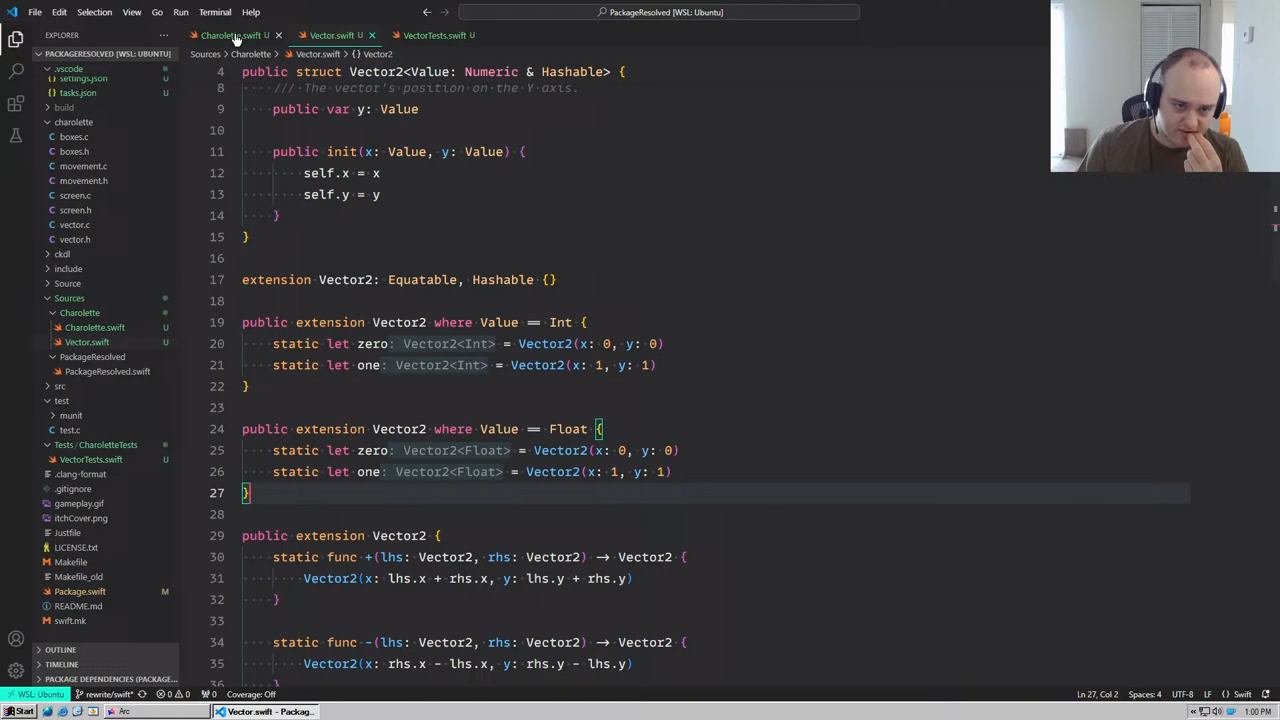 File Edit Selection View Go Run Terminal Help
PackageResolved [WSL: Ubuntu]
EXPLORER
PACKAGERESOLVED [WSL: UBUNTU]
.vscode
settings.json
tasks.json
build
charolette
boxes.c
boxes.h
movement.c
movement.h
screen.c
screen.h
vector.c
vector.h
ckdl
include
Source
Sources
Charolette
Charolette.swift U
Vector.swift U
PackageResolved
PackageResolved.swift
src
test
munit
test.c
Tests / CharoletteTests
VectorTests.swift U
.clang-format
.gitignore
gameplay.gif
itchCover.png
Justfile
LICENSE.txt
Makefile
Makefile_old
Package.swift M
README.md
swift.mk
OUTLINE
TIMELINE
PACKAGE DEPENDENCIES (PACKAGE...
Charolette.swift U Vector.swift U VectorTests.swift U
Sources > Charolette > Vector.swift > {} Vector2
4 public struct Vector2<Value: Numeric & Hashable> {
8 /// The vector's position on the Y axis.
9 public var y: Value
10
11 public init(x: Value, y: Value) {
12 self.x = x
13 self.y = y
14 }
15 }
16
17 extension Vector2: Equatable, Hashable {}
18
19 public extension Vector2 where Value == Int {
20 static let zero: Vector2<Int> = Vector2(x: 0, y: 0)
21 static let one: Vector2<Int> = Vector2(x: 1, y: 1)
22 }
23
24 public extension Vector2 where Value == Float {
25 static let zero: Vector2<Float> = Vector2(x: 0, y: 0)
26 static let one: Vector2<Float> = Vector2(x: 1, y: 1)
27 }
28
29 public extension Vector2 {
30 static func +(lhs: Vector2, rhs: Vector2) -> Vector2 {
31 Vector2(x: lhs.x + rhs.x, y: lhs.y + rhs.y)
32 }
33
34 static func -(lhs: Vector2, rhs: Vector2) -> Vector2 {
35 Vector2(x: rhs.x - lhs.x, y: rhs.y - lhs.y)
WSL: Ubuntu rewrite/swift* 0 0 0 Coverage: Off Ln 27, Col 2 Spaces: 4 UTF-8 LF {} Swift
Start Arc Vector.swift - Packag... 1:00 PM